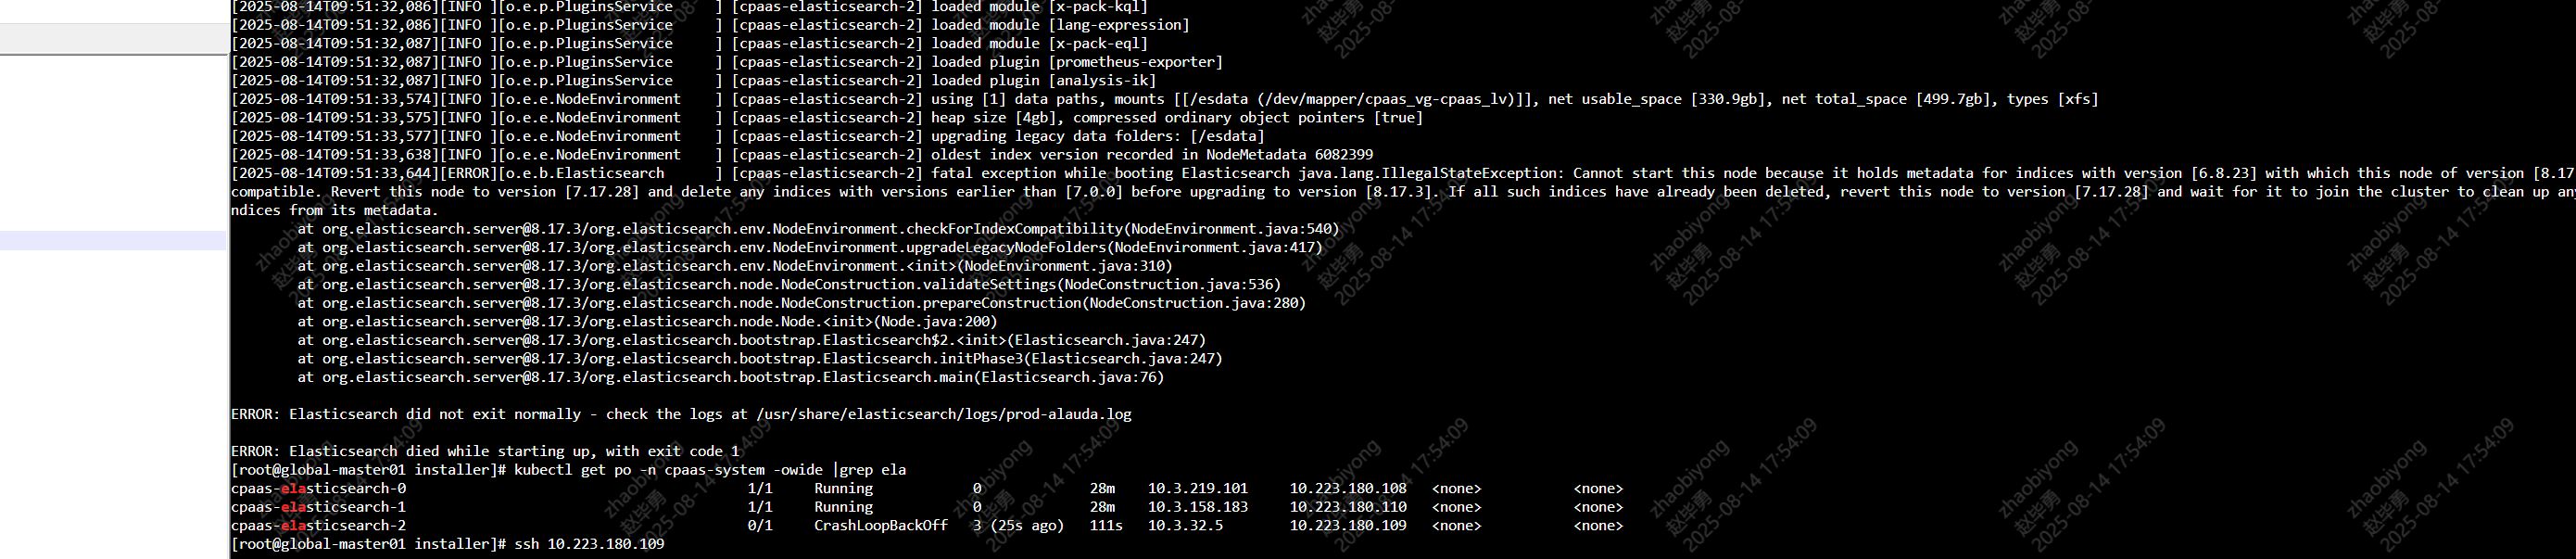 [2025-08-14T09:51:32,086][INFO ][o.e.p.PluginsService     ] [cpaas-elasticsearch-2] loaded module [x-pack-kql]
[2025-08-14T09:51:32,086][INFO ][o.e.p.PluginsService     ] [cpaas-elasticsearch-2] loaded module [lang-expression]
[2025-08-14T09:51:32,087][INFO ][o.e.p.PluginsService     ] [cpaas-elasticsearch-2] loaded module [x-pack-eql]
[2025-08-14T09:51:32,087][INFO ][o.e.p.PluginsService     ] [cpaas-elasticsearch-2] loaded plugin [prometheus-exporter]
[2025-08-14T09:51:32,087][INFO ][o.e.p.PluginsService     ] [cpaas-elasticsearch-2] loaded plugin [analysis-ik]
[2025-08-14T09:51:33,574][INFO ][o.e.e.NodeEnvironment    ] [cpaas-elasticsearch-2] using [1] data paths, mounts [[/esdata (/dev/mapper/cpaas_vg-cpaas_lv)]], net usable_space [330.9gb], net total_space [499.7gb], types [xfs]
[2025-08-14T09:51:33,575][INFO ][o.e.e.NodeEnvironment    ] [cpaas-elasticsearch-2] heap size [4gb], compressed ordinary object pointers [true]
[2025-08-14T09:51:33,577][INFO ][o.e.e.NodeEnvironment    ] [cpaas-elasticsearch-2] upgrading legacy data folders: [/esdata]
[2025-08-14T09:51:33,638][INFO ][o.e.e.NodeEnvironment    ] [cpaas-elasticsearch-2] oldest index version recorded in NodeMetadata 6082399
[2025-08-14T09:51:33,644][ERROR][o.e.b.Elasticsearch      ] [cpaas-elasticsearch-2] fatal exception while booting Elasticsearch java.lang.IllegalStateException: Cannot start this node because it holds metadata for indices with version [6.8.23] with which this node of version [8.17
compatible. Revert this node to version [7.17.28] and delete any indices with versions earlier than [7.0.0] before upgrading to version [8.17.3]. If all such indices have already been deleted, revert this node to version [7.17.28] and wait for it to join the cluster to clean up any
ndices from its metadata.
at org.elasticsearch.server@8.17.3/org.elasticsearch.env.NodeEnvironment.checkForIndexCompatibility(NodeEnvironment.java:540)
at org.elasticsearch.server@8.17.3/org.elasticsearch.env.NodeEnvironment.upgradeLegacyNodeFolders(NodeEnvironment.java:417)
at org.elasticsearch.server@8.17.3/org.elasticsearch.env.NodeEnvironment.<init>(NodeEnvironment.java:310)
at org.elasticsearch.server@8.17.3/org.elasticsearch.node.NodeConstruction.validateSettings(NodeConstruction.java:536)
at org.elasticsearch.server@8.17.3/org.elasticsearch.node.NodeConstruction.prepareConstruction(NodeConstruction.java:280)
at org.elasticsearch.server@8.17.3/org.elasticsearch.node.Node.<init>(Node.java:200)
at org.elasticsearch.server@8.17.3/org.elasticsearch.bootstrap.Elasticsearch$2.<init>(Elasticsearch.java:247)
at org.elasticsearch.server@8.17.3/org.elasticsearch.bootstrap.Elasticsearch.initPhase3(Elasticsearch.java:247)
at org.elasticsearch.server@8.17.3/org.elasticsearch.bootstrap.Elasticsearch.main(Elasticsearch.java:76)
ERROR: Elasticsearch did not exit normally - check the logs at /usr/share/elasticsearch/logs/prod-alauda.log
ERROR: Elasticsearch died while starting up, with exit code 1
[root@global-master01 installer]# kubectl get po -n cpaas-system -owide |grep ela
cpaas-elasticsearch-0 1/1 Running 0 28m 10.3.219.101 10.223.180.108 <none> <none>
cpaas-elasticsearch-1 1/1 Running 0 28m 10.3.158.183 10.223.180.110 <none> <none>
cpaas-elasticsearch-2 0/1 CrashLoopBackOff 3 (25s ago) 111s 10.3.32.5 10.223.180.109 <none> <none>
[root@global-master01 installer]# ssh 10.223.180.109
zhaobiyong
赵毕勇
2025-08-14 17:54:09